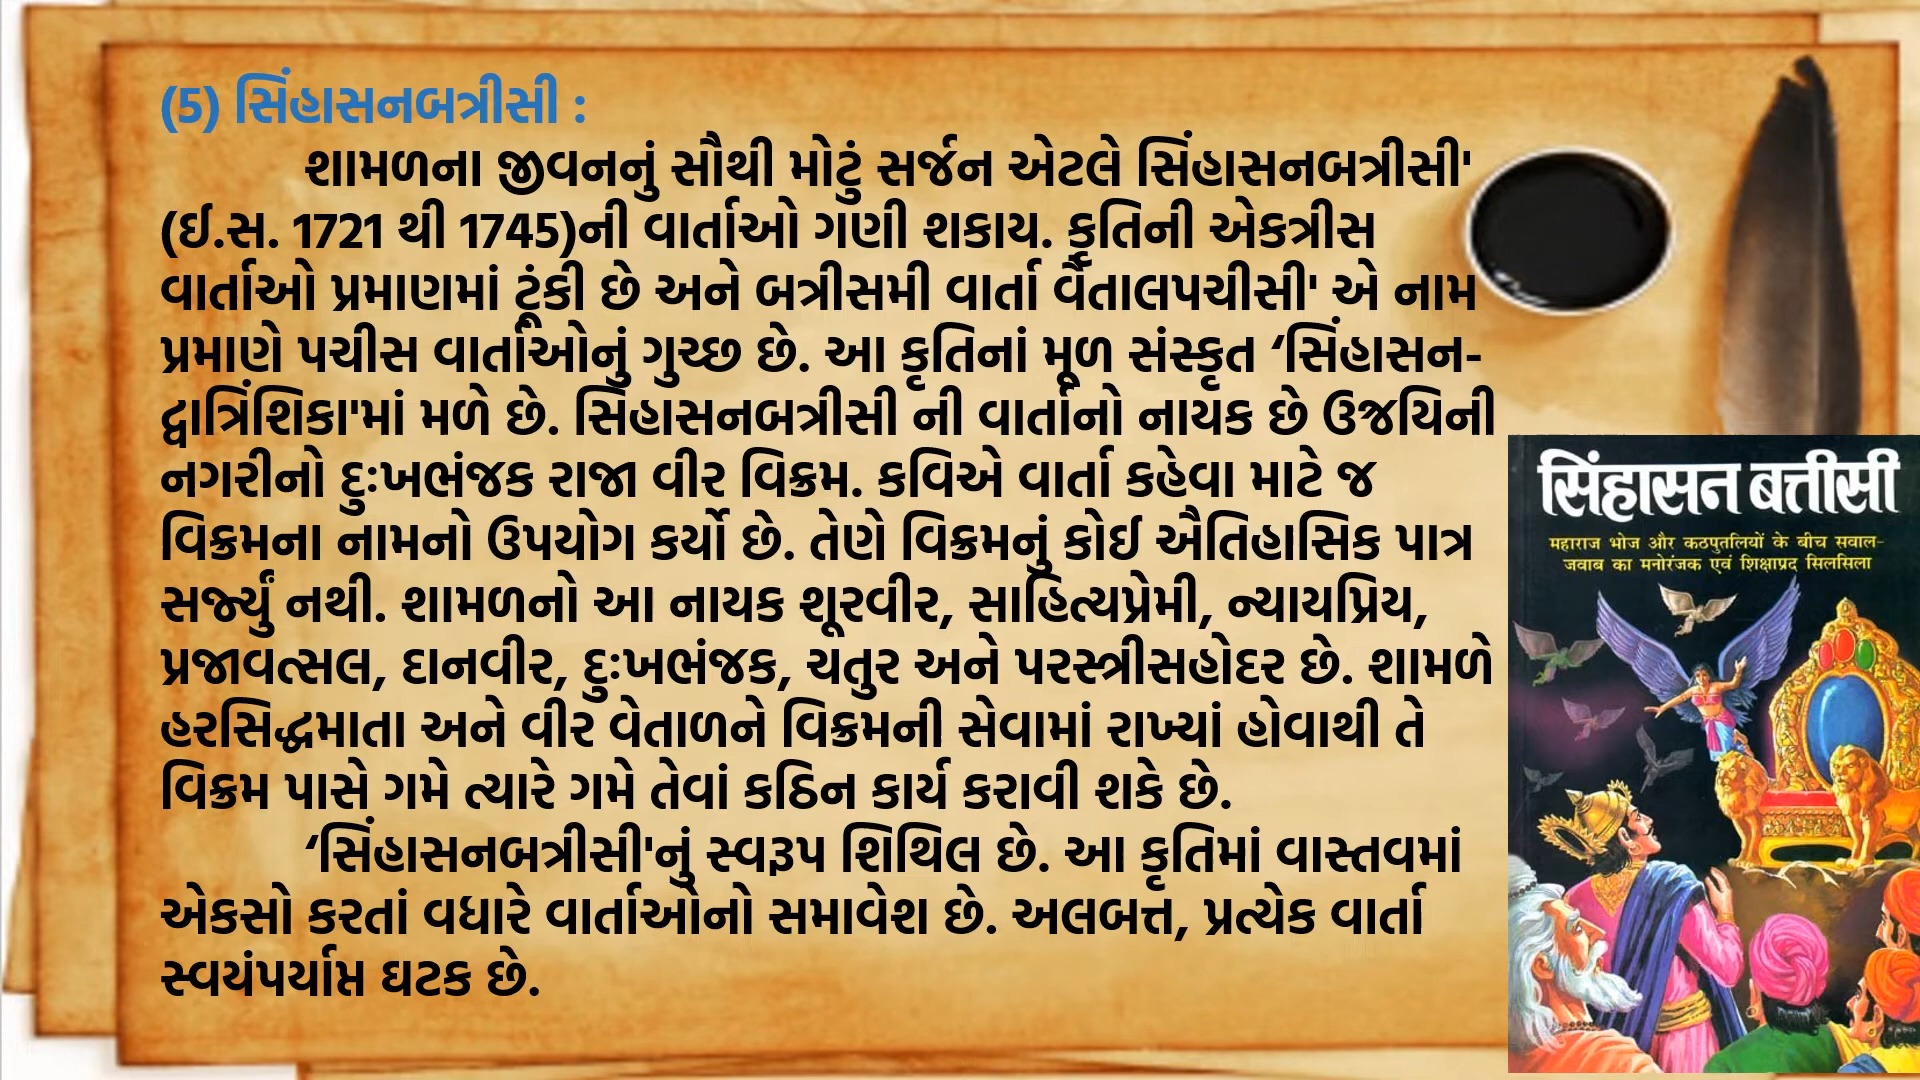 (5) સિંહાસનબત્રીસી :
શામળના જીવનનું સૌથી મોટું સર્જન એટલે સિંહાસનબત્રીસી'
(ઈ.સ. 1721 થી 1745)ની વાર્તાઓ ગણી શકાય. કૃતિની એકત્રીસ
વાર્તાઓ પ્રમાણમાં ટૂંકી છે અને બત્રીસમી વાર્તા વૈતાલપચીસી' એ નામ
પ્રમાણે પચીસ વાર્તાઓનું ગુચ્છ છે. આ કૃતિનાં મૂળ સંસ્કૃત ‘સિંહાસન-
દ્વાત્રિંશિકા'માં મળે છે. સિંહાસનબત્રીસી ની વાર્તાનો નાયક છે ઉજ્જયિની
નગરીનો દુઃખભંજક રાજા વીર વિક્રમ. કવિએ વાર્તા કહેવા માટે જ
વિક્રમના નામનો ઉપયોગ કર્યો છે. તેણે વિક્રમનું કોઈ ઐતિહાસિક પાત્ર
સર્જ્યું નથી. શામળનો આ નાયક શૂરવીર, સાહિત્યપ્રેમી, ન્યાયપ્રિય,
પ્રજાવત્સલ, દાનવીર, દુઃખભંજક, ચતુર અને પરસ્ત્રીસહોદર છે. શામળે
હરસિદ્ધમાતા અને વીર વેતાળને વિક્રમની સેવામાં રાખ્યાં હોવાથી તે
વિક્રમ પાસે ગમે ત્યારે ગમે તેવાં કઠિન કાર્ય કરાવી શકે છે.
‘સિંહાસનબત્રીસી'નું સ્વરૂપ શિથિલ છે. આ કૃતિમાં વાસ્તવમાં
એકસો કરતાં વધારે વાર્તાઓનો સમાવેશ છે. અલબત્ત, પ્રત્યેક વાર્તા
સ્વયંપર્યાપ્ત ઘટક છે.
सिंहासन बत्तीसी
महाराज भोज और कठपुतलियों के बीच सवाल-
जवाब का मनोरंजक एवं शिक्षाप्रद सिलसिला